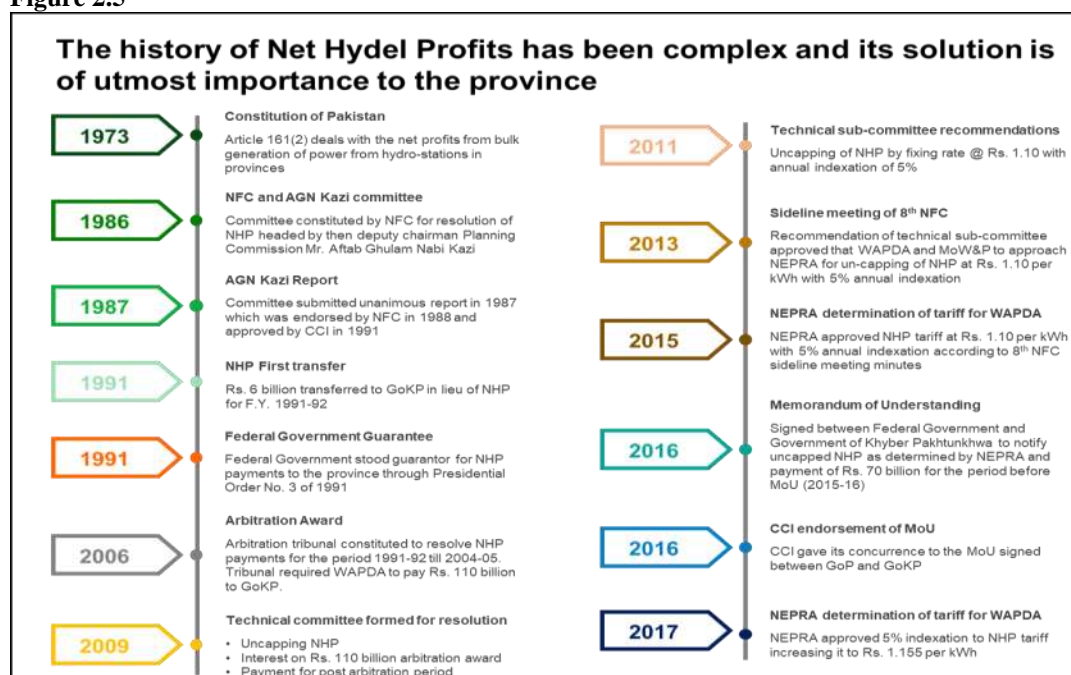 Figure 2.5
The history of Net Hydel Profits has been complex and its solution is
of utmost importance to the province
1973
Constitution of Pakistan
Article 161(2) deals with the net profits from bulk
generation of power from hydro-stations in
provinces
1986
NFC and AGN Kazi committee
Committee constituted by NFC for resolution of
NHP headed by then deputy chairman Planning
Commission Mr. Aftab Ghulam Nabi Kazi
1987
AGN Kazi Report
Committee submitted unanimous report in 1987
which was endorsed by NFC in 1988 and
approved by CCI in 1991
1991
NHP First transfer
Rs. 6 billion transferred to GoKP in lieu of NHP
for F.Y. 1991-92
1991
Federal Government Guarantee
Federal Government stood guarantor for NHP
payments to the province through Presidential
Order No. 3 of 1991
2006
Arbitration Award
Arbitration tribunal constituted to resolve NHP
payments for the period 1991-92 till 2004-05.
Tribunal required WAPDA to pay Rs. 110 billion
to GoKP.
2009
Technical committee formed for resolution
• Uncapping NHP
• Interest on Rs. 110 billion arbitration award
• Payment for post arbitration period
2011
Technical sub-committee recommendations
Uncapping of NHP by fixing rate @ Rs. 1.10 with
annual indexation of 5%
2013
Sideline meeting of 8th NFC
Recommendation of technical sub-committee
approved that WAPDA and MoW&P to approach
NEPRA for un-capping of NHP at Rs. 1.10 per
kWh with 5% annual indexation
2015
NEPRA determination of tariff for WAPDA
NEPRA approved NHP tariff at Rs. 1.10 per kWh
with 5% annual indexation according to 8th NFC
sideline meeting minutes
2016
Memorandum of Understanding
Signed between Federal Government and
Government of Khyber Pakhtunkhwa to notify
uncapped NHP as determined by NEPRA and
payment of Rs. 70 billion for the period before
MoU (2015-16)
2016
CCI endorsement of MoU
CCI gave its concurrence to the MoU signed
between GoP and GoKP
2017
NEPRA determination of tariff for WAPDA
NEPRA approved 5% indexation to NHP tariff
increasing it to Rs. 1.155 per kWh